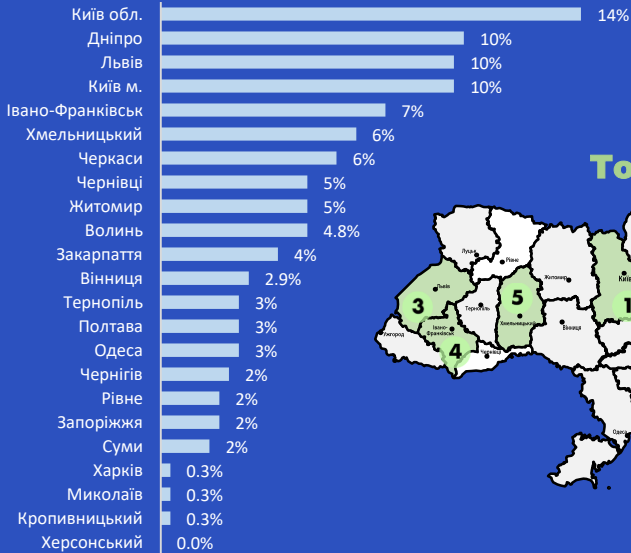 Київ обл. 14%
Дніпро 10%
Львів 10%
Київ м. 10%
Івано-Франківськ 7%
Хмельницький 6%
Черкаси 6%
Чернівці 5%
Житомир 5%
Волинь 4.8%
Закарпаття 4%
Вінниця 2.9%
Тернопіль 3%
Полтава 3%
Одеса 3%
Чернігів 2%
Рівне 2%
Запоріжжя 2%
Суми 2%
Харків 0.3%
Миколаїв 0.3%
Кропивницький 0.3%
Херсонський 0.0%
To
Луцьк
Рівне
Житомир
Київ
Львів
Тернопіль
Хмельницький
Вінниця
Івано-
Франківськ
Ужгород
Чернівці
Одеса
3
5
1
4